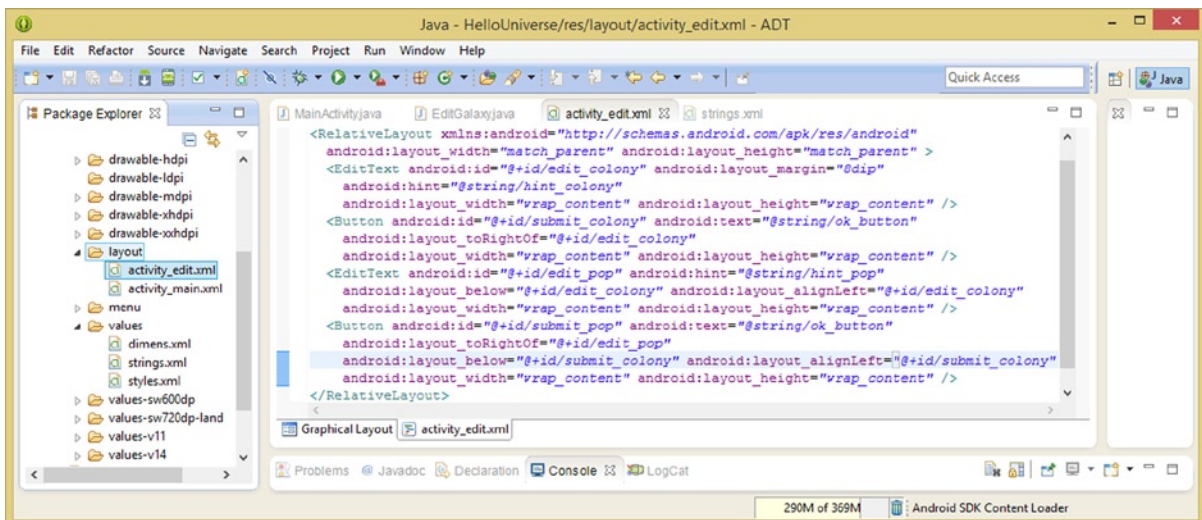 Java - HelloUniverse/res/layout/activity_edit.xml - ADT
File Edit Refactor Source Navigate Search Project Run Window Help
Quick Access
Java
Package Explorer
drawable-hdpi
drawable-ldpi
drawable-mdpi
drawable-xhdpi
drawable-xxhdpi
layout
activity_edit.xml
activity_main.xml
menu
values
dimens.xml
strings.xml
styles.xml
values-sw600dp
values-sw720dp-land
values-v11
values-v14
MainActivity.java EditGalaxy.java activity_edit.xml strings.xml
<RelativeLayout xmlns:android="http://schemas.android.com/apk/res/android"
android:layout_width="match_parent" android:layout_height="match_parent" >
<EditText android:id="@+id/edit_colony" android:layout_margin="0dip"
android:hint="@string/hint_colony"
android:layout_width="wrap_content" android:layout_height="wrap_content" />
<Button android:id="@+id/submit_colony" android:text="@string/ok_button"
android:layout_toRightOf="@+id/edit_colony"
android:layout_width="wrap_content" android:layout_height="wrap_content" />
<EditText android:id="@+id/edit_pop" android:hint="@string/hint_pop"
android:layout_below="@+id/edit_colony" android:layout_alignLeft="@+id/edit_colony"
android:layout_width="wrap_content" android:layout_height="wrap_content" />
<Button android:id="@+id/submit_pop" android:text="@string/ok_button"
android:layout_toRightOf="@+id/edit_pop"
android:layout_below="@+id/submit_colony" android:layout_alignLeft="@+id/submit_colony"
android:layout_width="wrap_content" android:layout_height="wrap_content" />
</RelativeLayout>
Graphical Layout activity_edit.xml
Problems Javadoc Declaration Console LogCat
290M of 369M Android SDK Content Loader